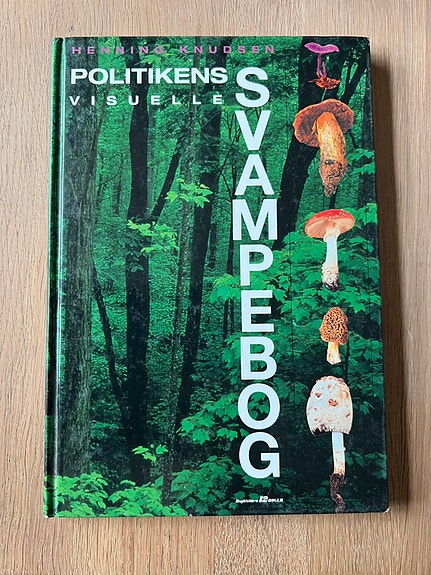 HENNING KNUDSEN
POLITIKENS
VISUELLE
SVAMPEBOG